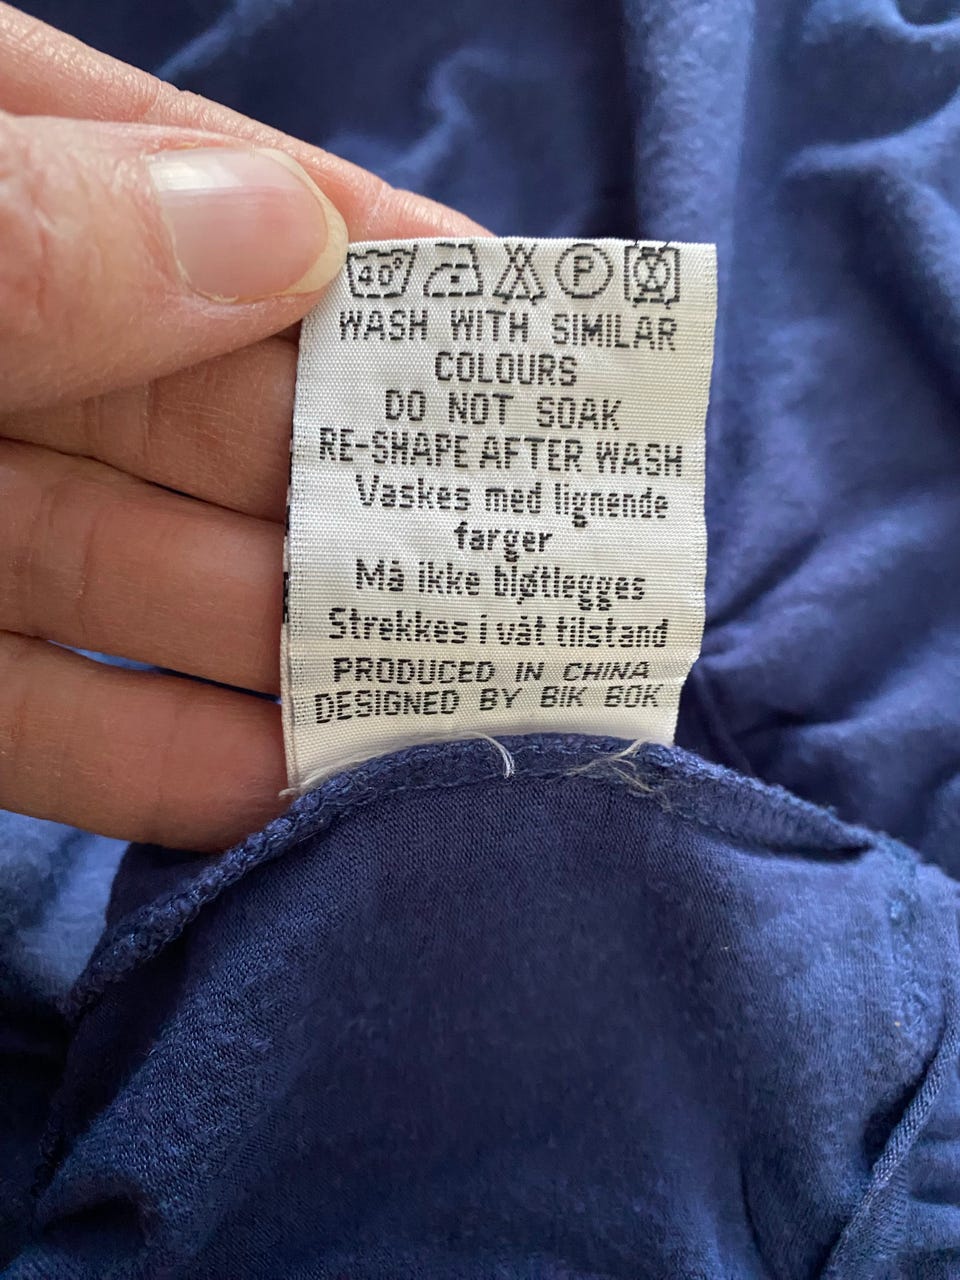 40° P
WASH WITH SIMILAR
COLOURS
DO NOT SOAK
RE-SHAPE AFTER WASH
Vaskes med lignende
farger
Må ikke bløtlegges
Strekkes i våt tilstand
PRODUCED IN CHINA
DESIGNED BY BIK BOK